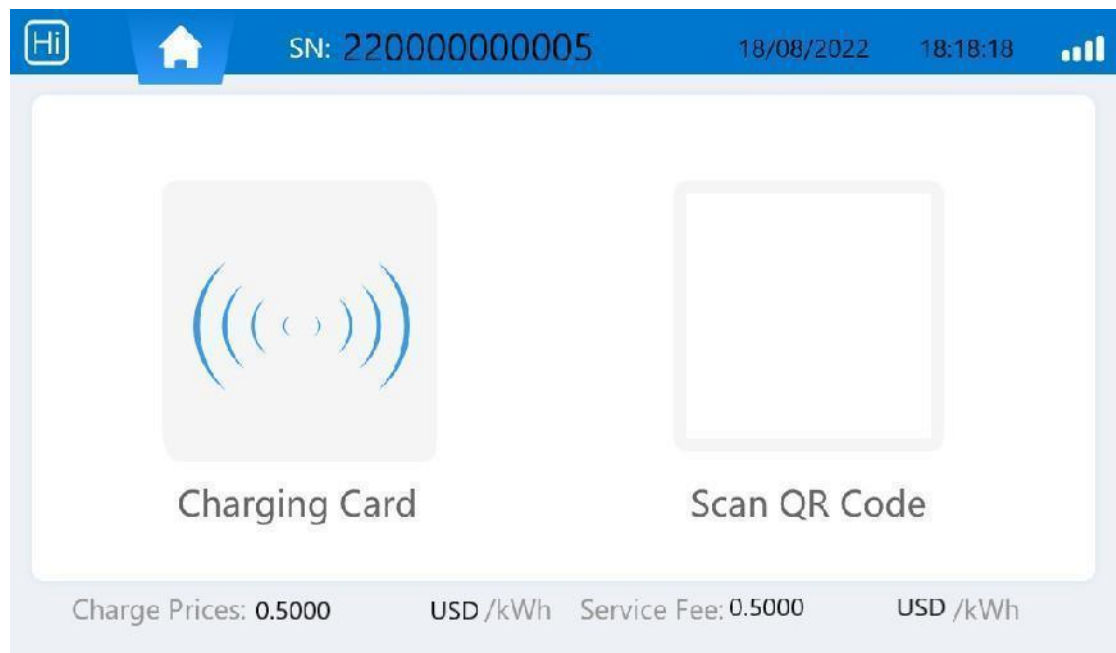 Hi SN: 220000000005 18/08/2022 18:18:18
Charging Card Scan QR Code
Charge Prices: 0.5000 USD /kWh Service Fee: 0.5000 USD /kWh